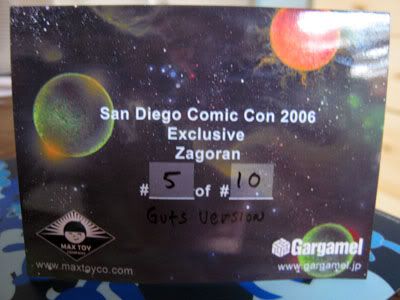 San Diego Comic Con 2006
Exclusive
Zagoran
# 5 of # 10
Guts Version
MAX TOY
www.maxtoyco.com
Gargamel
www.gargamel.jp